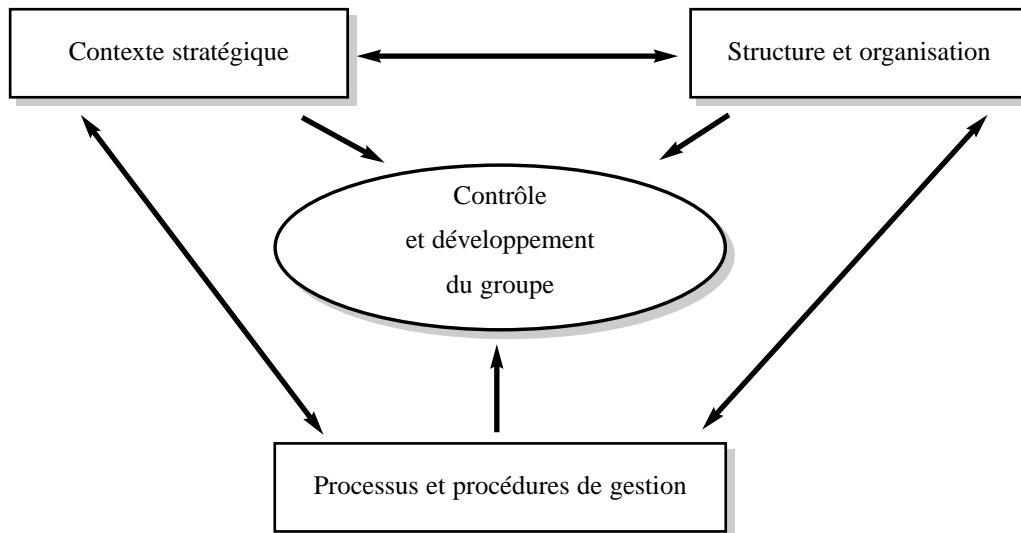 Contexte stratégique
Structure et organisation
Contrôle
et développement
du groupe
Processus et procédures de gestion